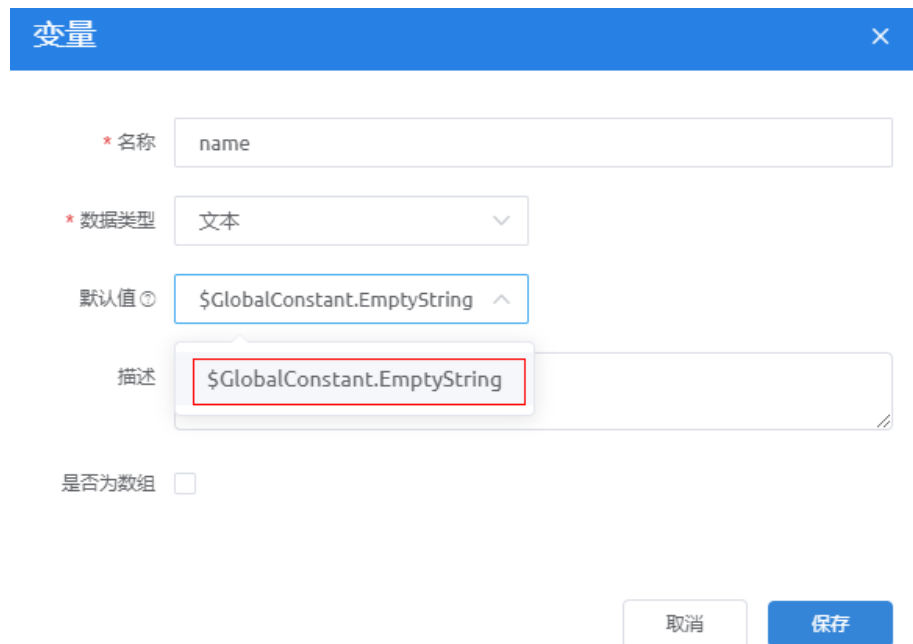 变量
* 名称 name
* 数据类型 文本
默认值 $GlobalConstant.EmptyString
描述 $GlobalConstant.EmptyString
是否为数组
取消 保存